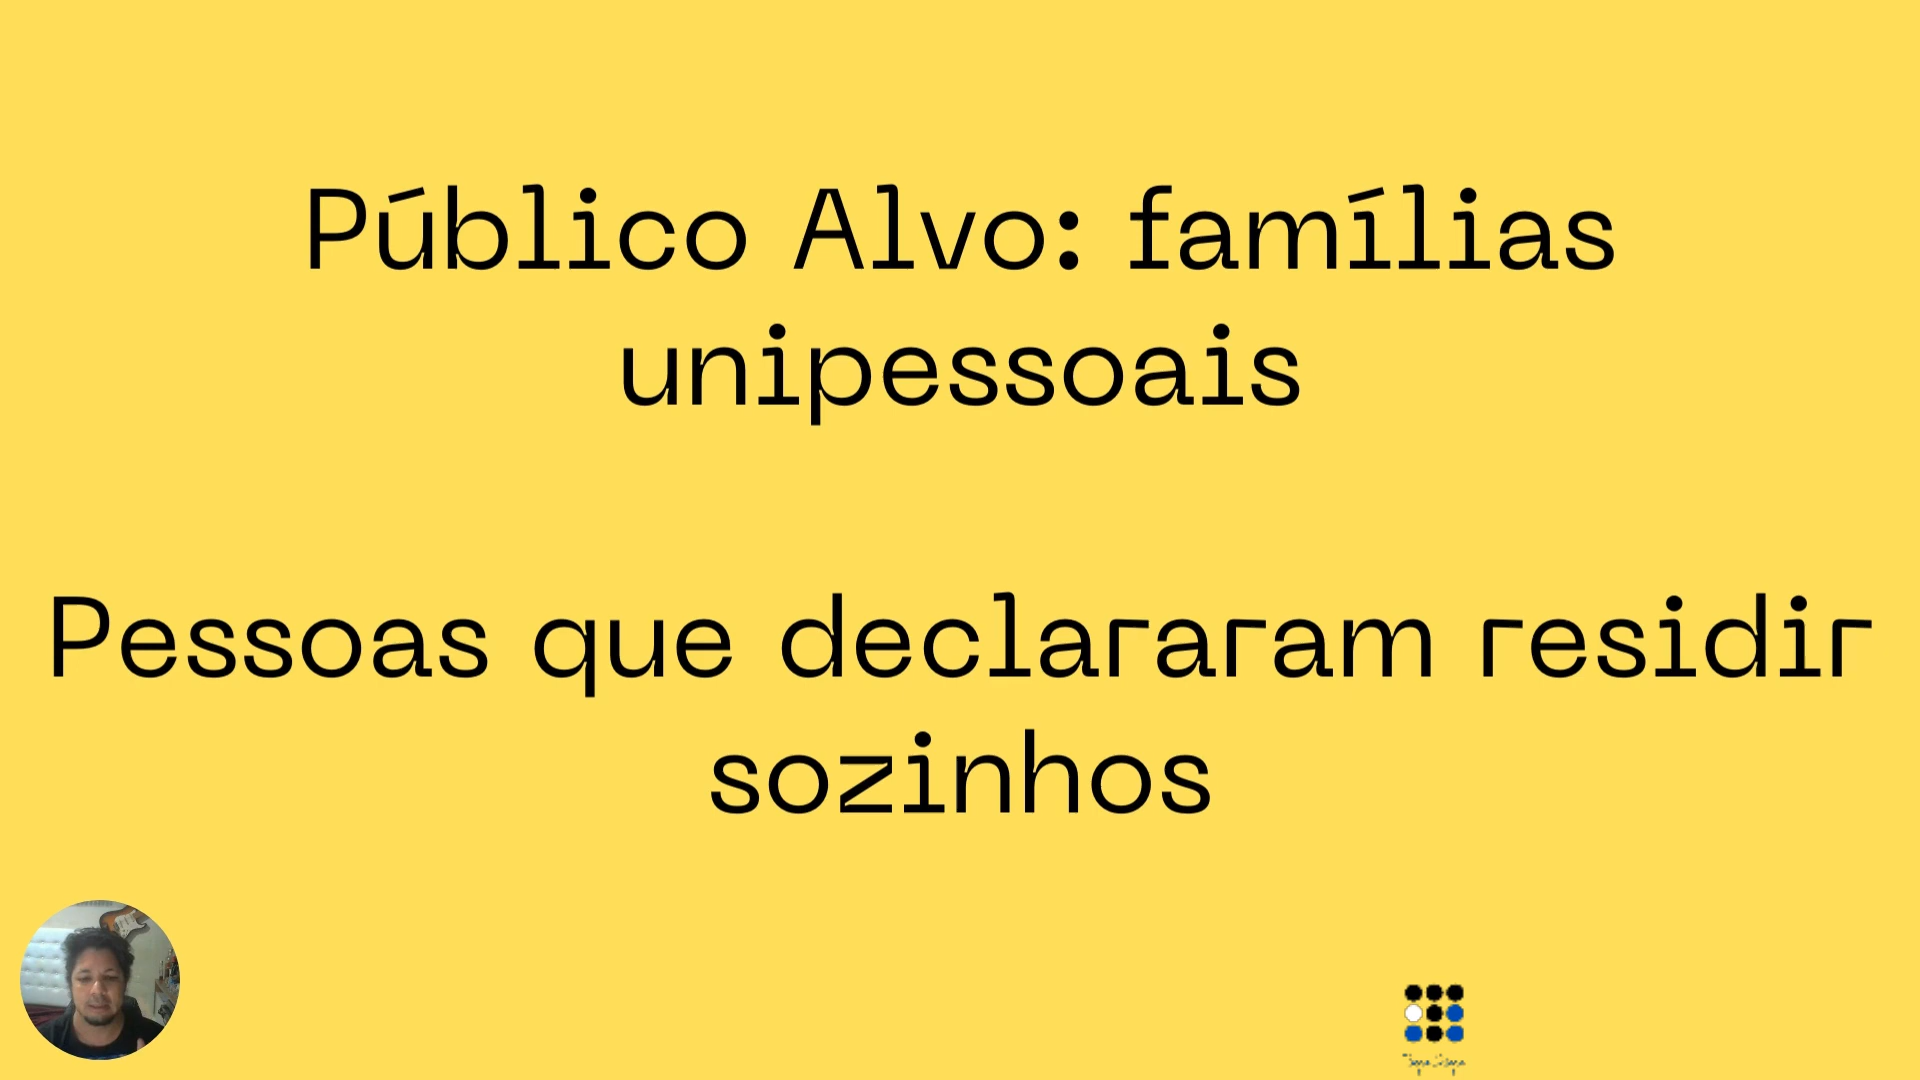 Público Alvo: famílias
unipessoais
Pessoas que declararam residir
sozinhos